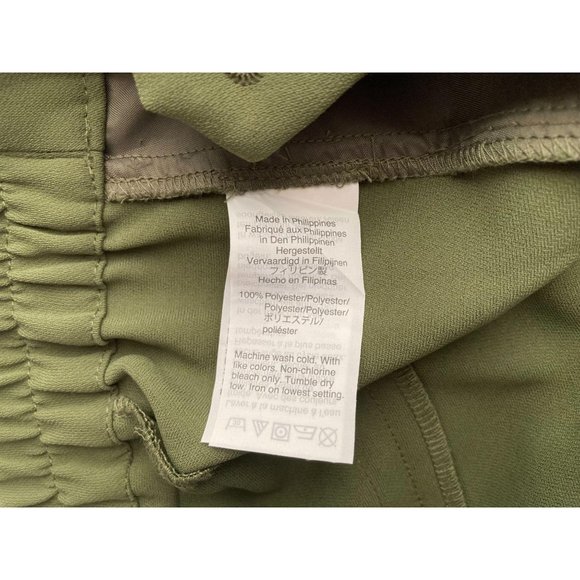 Made in Philippines
Fabriqué aux Philippines
in Den Philippinen
Hergestellt
Vervaardigd in Filipijnen
フィリピン製
Hecho en Filipinas
100% Polyester/Polyester/
Polyester/Polyester/
ポリエステル/
poliéster
Machine wash cold. With
like colors. Non-chlorine
bleach only. Tumble dry
low. Iron on lowest setting.